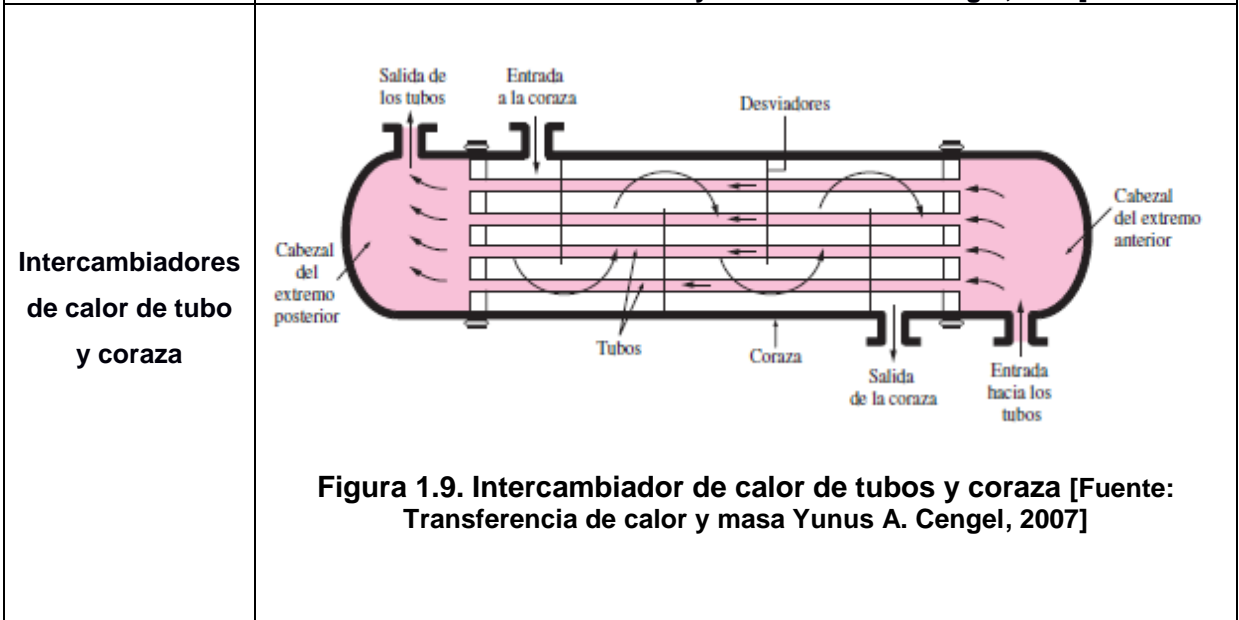 Intercambiadores
de calor de tubo
y coraza
Salida de
los tubos
Entrada
a la coraza
Desviadores
Cabezal
del extremo
anterior
Cabezal
del
extremo
posterior
Tubos
Coraza
Salida
de la coraza
Entrada
hacia los
tubos
Figura 1.9. Intercambiador de calor de tubos y coraza [Fuente:
Transferencia de calor y masa Yunus A. Cengel, 2007]